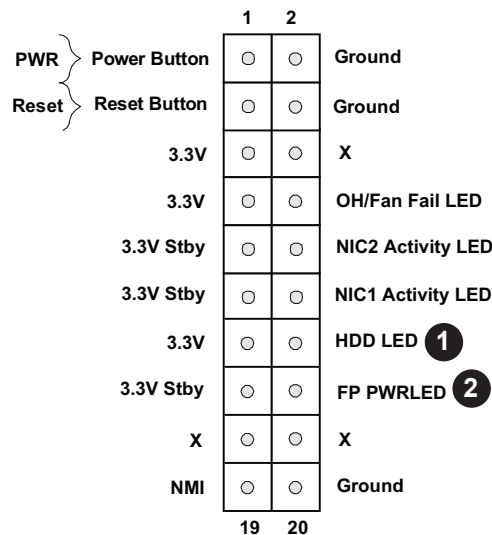 1 2
PWR Power Button Ground
Reset Reset Button Ground
3.3V X
3.3V OH/Fan Fail LED
3.3V Stby NIC2 Activity LED
3.3V Stby NIC1 Activity LED
3.3V HDD LED 1
3.3V Stby FP PWRLED 2
X X
NMI Ground
19 20